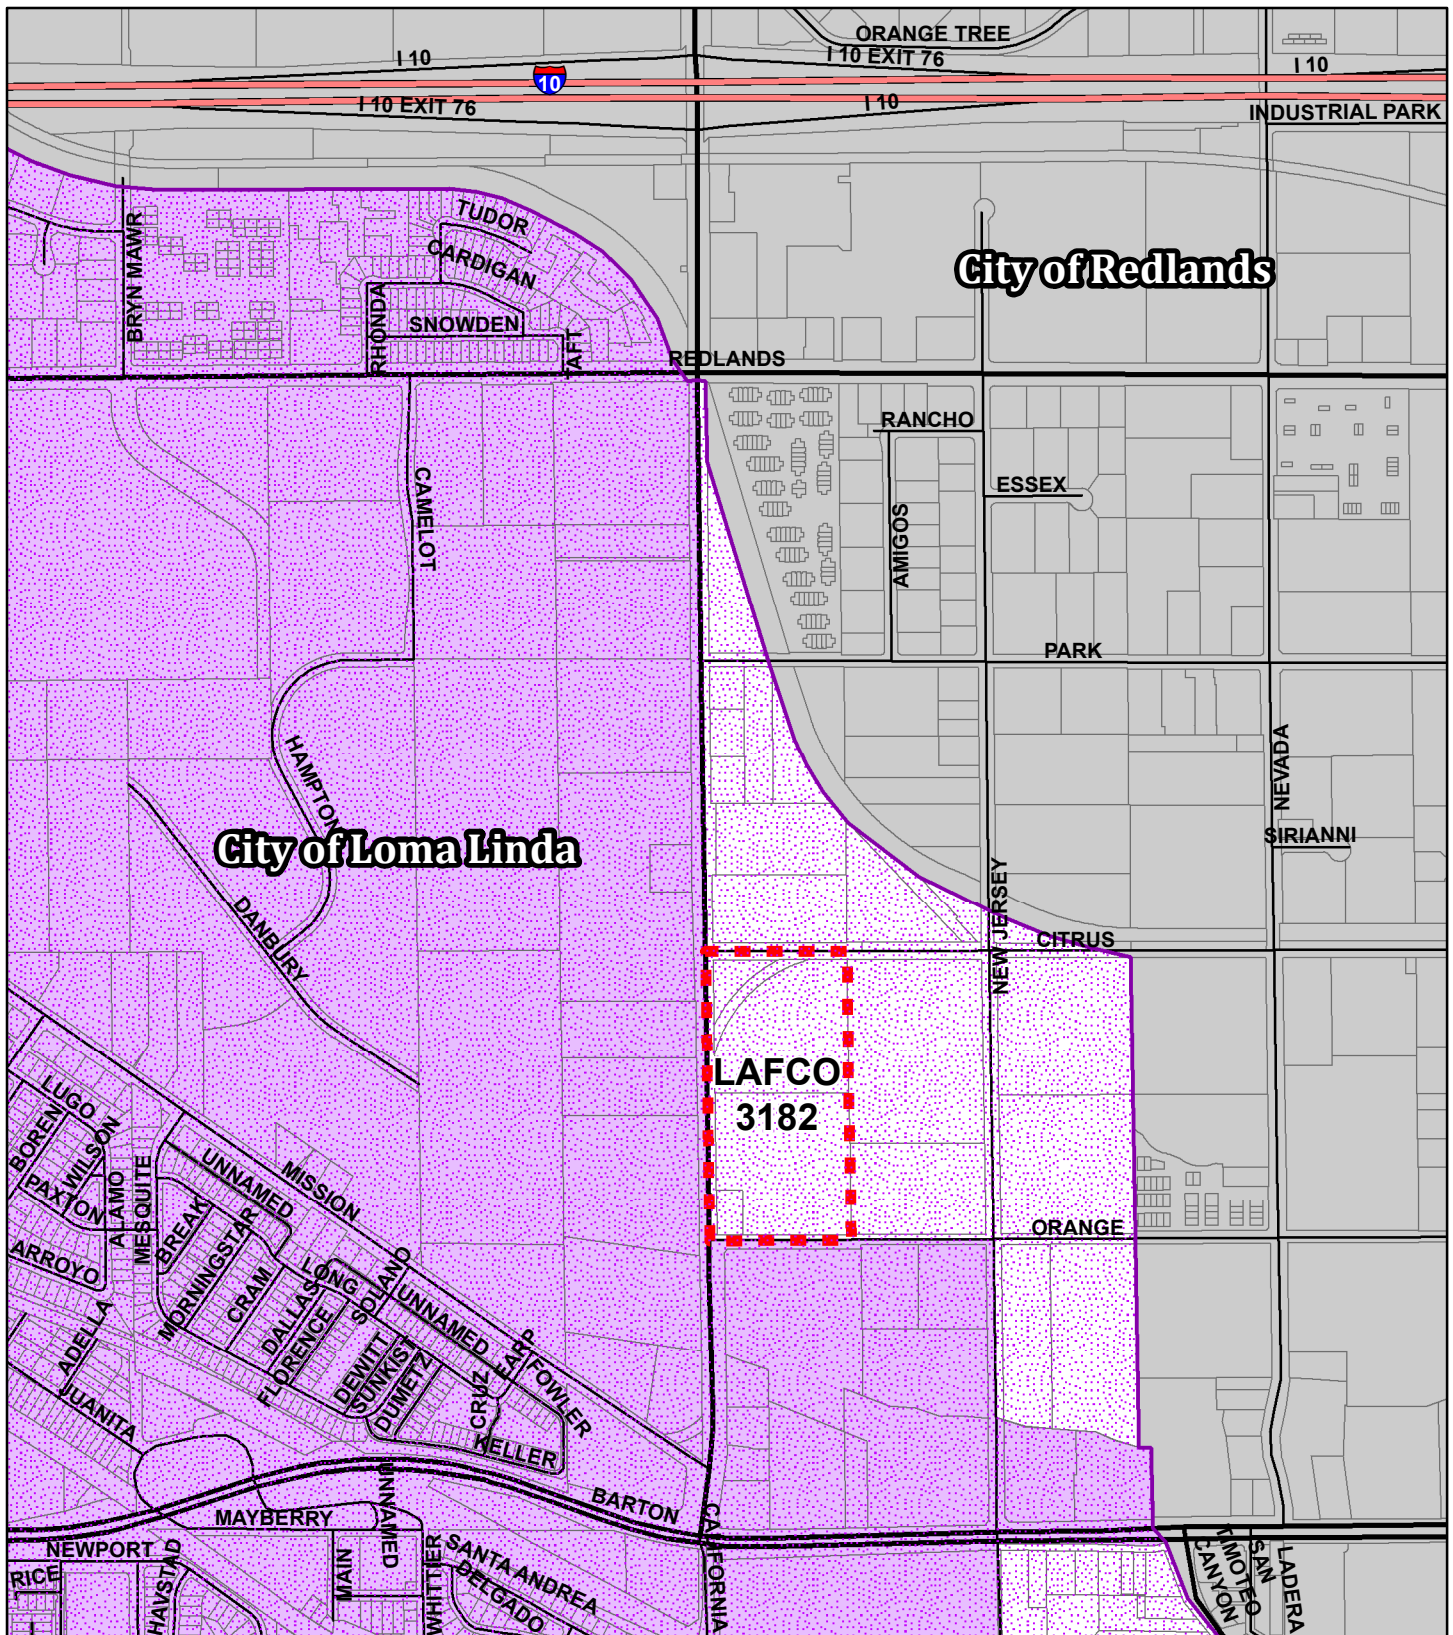 ORANGE TREE
I 10
I 10 EXIT 76
I 10
10
I 10 EXIT 76
I 10
INDUSTRIAL PARK
TUDOR
CARDIGAN
BRYN MAWR
City of Redlands
RHONDA
SNOWDEN
TAFT
REDLANDS
RANCHO
CAMELOT
ESSEX
AMIGOS
PARK
HAMPTON
NEVADA
SIRIANNI
City of Loma Linda
NEW JERSEY
DANBURY
CITRUS
LAFCO
3182
LUGO
BOREN
WILSON
PAXTON
ALAMO
MESQUITE
UNNAMED
MISSION
BREAK
MORNINGSTAR
ORANGE
ARROYO
CRAM
LONG
SOLANO
DALLAS
FLORENCE
UNNAMED
ADELLA
DEWITT
SUNKIST
DUMETZ
EARP
FOWLER
CRUZ
JUANITA
KELLER
BARTON
UNNAMED
MAYBERRY
CALIFORNIA
NEWPORT
RICE
HAVSTAD
MAIN
WHITTIER
SANTA ANDREA
DELGADO
SAN
TIMOTEO
CANYON
LADERA